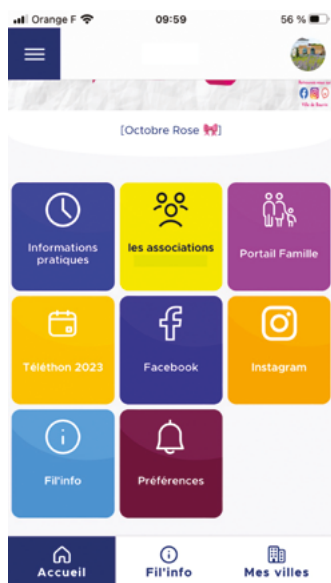 Orange F
09:59
56 %
[Octobre Rose 🎀]
Informations
pratiques
les associations
Portail Famille
Téléthon 2023
Facebook
Instagram
Fil'info
Préférences
Accueil
Fil'info
Mes villes